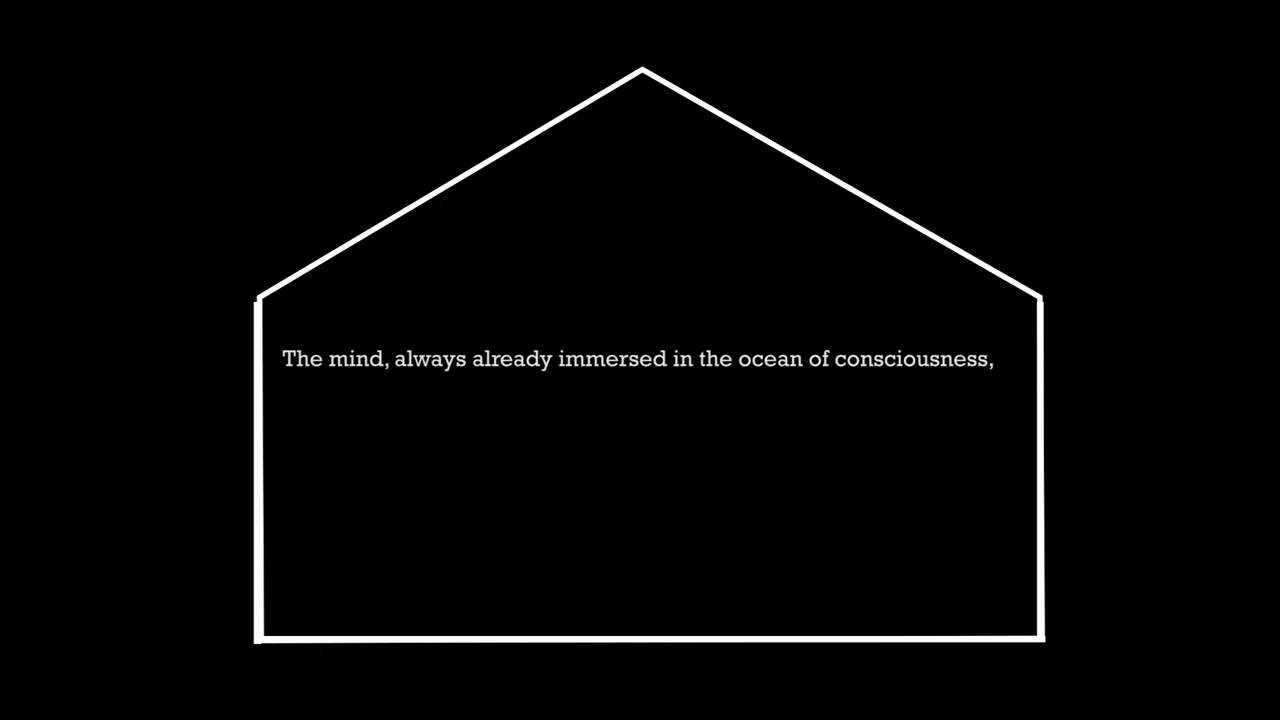 The mind, always already immersed in the ocean of consciousness,